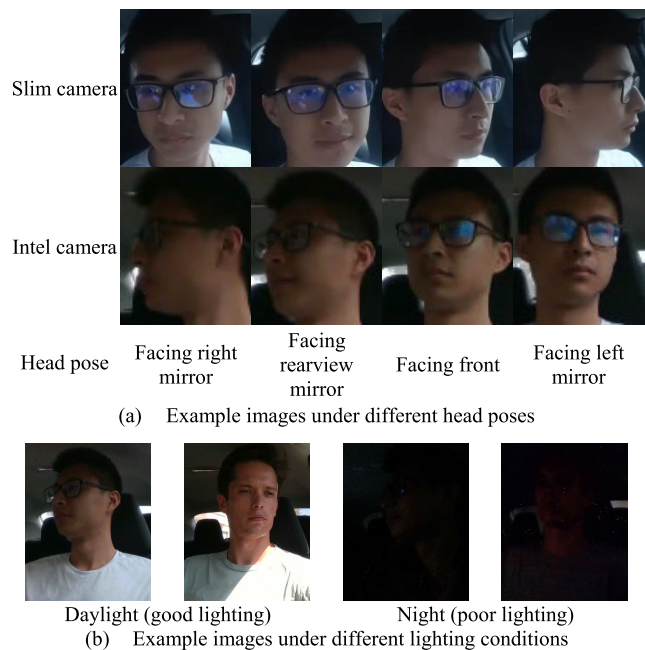 Slim camera
Intel camera
Head pose
Facing right
mirror
Facing
rearview
mirror
Facing front
Facing left
mirror
(a) Example images under different head poses
Daylight (good lighting)
Night (poor lighting)
(b) Example images under different lighting conditions